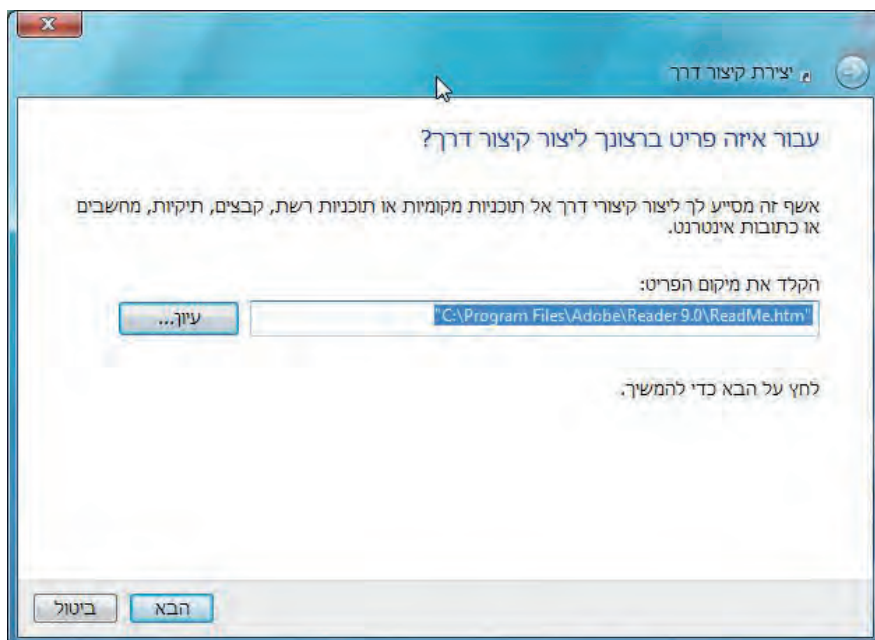 יצירת קיצור דרך
עבור איזה פריט ברצונך ליצור קיצור דרך?
אשף זה מסייע לך ליצור קיצורי דרך אל תוכניות מקומיות או תוכניות רשת, קבצים, תיקיות, מחשבים
או כתובות אינטרנט.
הקלד את מיקום הפריט:
"C:\Program Files\Adobe\Reader 9.0\ReadMe.htm"
עיון...
לחץ על הבא כדי להמשיך.
הבא
ביטול